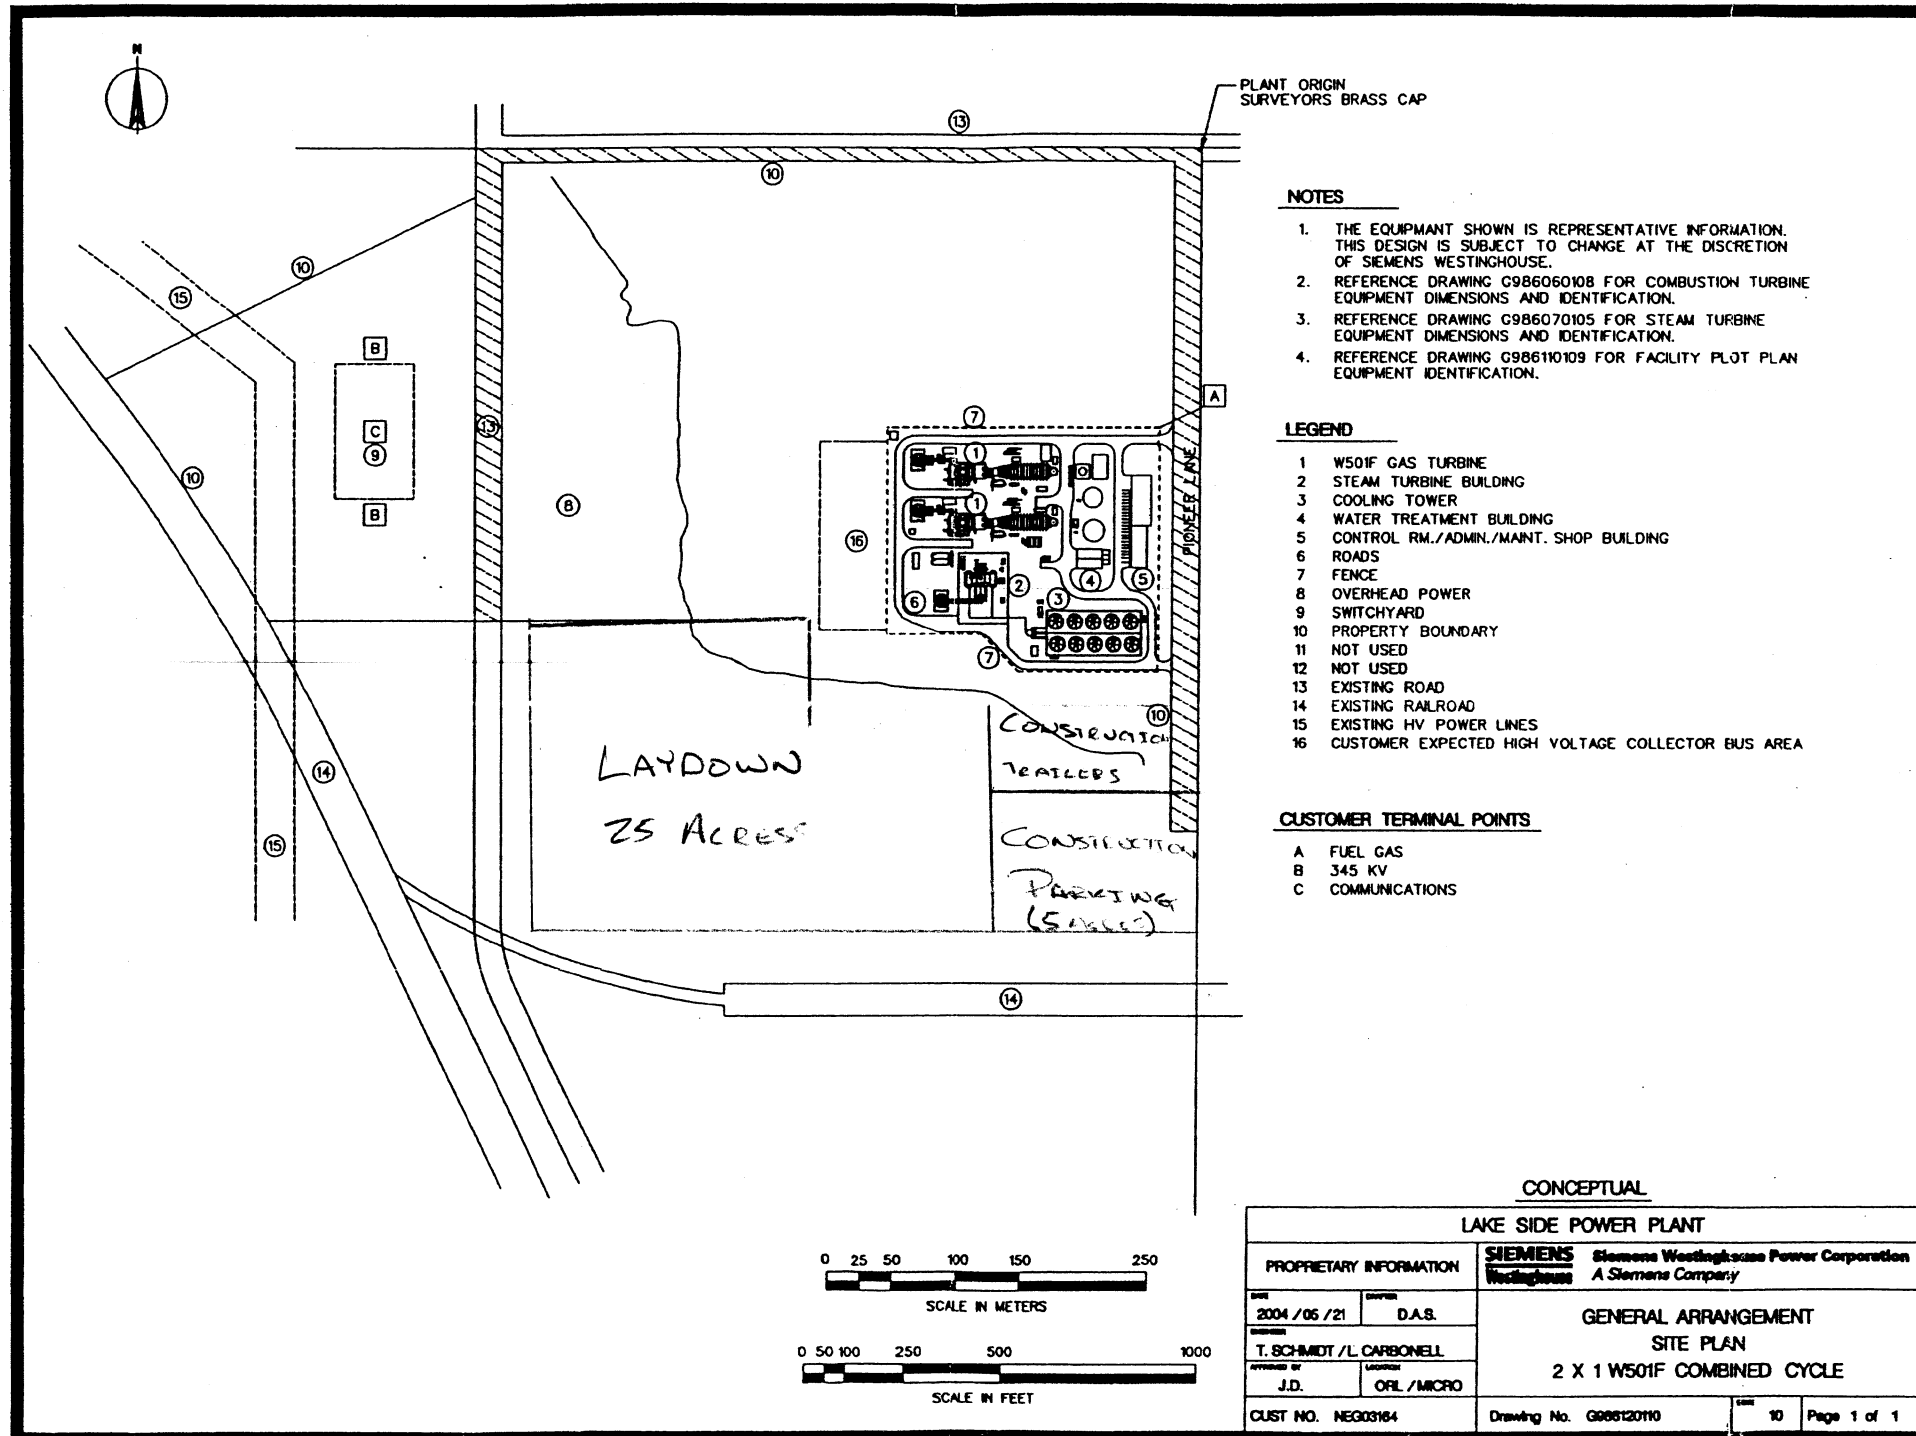 N
PLANT ORIGIN
SURVEYORS BRASS CAP
13
10
10
15
B
A
C
9
13
7
10
8
16
1
1
2
3
4
5
6
7
PIONEER LANE
10
14
15
14
LAYDOWN
25 ACRES
CONSTRUCTION
TRAILERS
CONSTRUCTION
PARKING
(5 ACRES)
B
NOTES
1. THE EQUIPMANT SHOWN IS REPRESENTATIVE INFORMATION.
THIS DESIGN IS SUBJECT TO CHANGE AT THE DISCRETION
OF SIEMENS WESTINGHOUSE.
2. REFERENCE DRAWING G986060108 FOR COMBUSTION TURBINE
EQUIPMENT DIMENSIONS AND IDENTIFICATION.
3. REFERENCE DRAWING G986070105 FOR STEAM TURBINE
EQUIPMENT DIMENSIONS AND IDENTIFICATION.
4. REFERENCE DRAWING G986110109 FOR FACILITY PLOT PLAN
EQUIPMENT IDENTIFICATION.
LEGEND
1 W501F GAS TURBINE
2 STEAM TURBINE BUILDING
3 COOLING TOWER
4 WATER TREATMENT BUILDING
5 CONTROL RM./ADMIN./MAINT. SHOP BUILDING
6 ROADS
7 FENCE
8 OVERHEAD POWER
9 SWITCHYARD
10 PROPERTY BOUNDARY
11 NOT USED
12 NOT USED
13 EXISTING ROAD
14 EXISTING RAILROAD
15 EXISTING HV POWER LINES
16 CUSTOMER EXPECTED HIGH VOLTAGE COLLECTOR BUS AREA
CUSTOMER TERMINAL POINTS
A FUEL GAS
B 345 KV
C COMMUNICATIONS
0 25 50 100 150 250
SCALE IN METERS
0 50 100 250 500 1000
SCALE IN FEET
CONCEPTUAL
LAKE SIDE POWER PLANT
PROPRIETARY INFORMATION
SIEMENS
Westinghouse
Siemens Westinghouse Power Corporation
A Siemens Company
DATE
2004/05/21
D.A.S.
T. SCHMIDT / L CARBONELL
APPROVED BY
J.D.
LOCATION
ORL / MICRO
GENERAL ARRANGEMENT
SITE PLAN
2 X 1 W501F COMBINED CYCLE
CUST NO. NEG03164
Drawing No. G986120110
10
Page 1 of 1